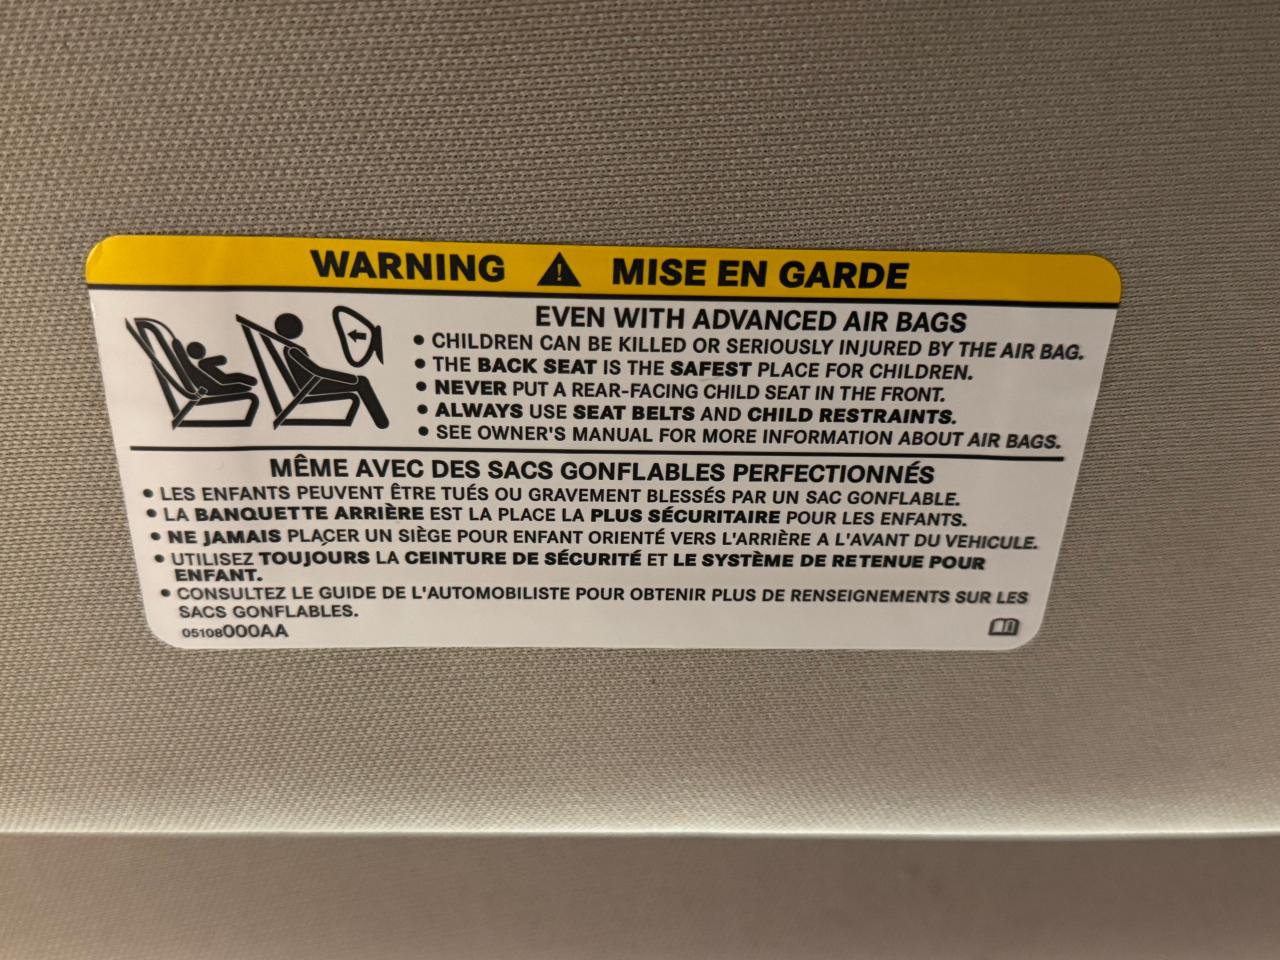 WARNING ⚠ MISE EN GARDE
EVEN WITH ADVANCED AIR BAGS
• CHILDREN CAN BE KILLED OR SERIOUSLY INJURED BY THE AIR BAG.
• THE BACK SEAT IS THE SAFEST PLACE FOR CHILDREN.
• NEVER PUT A REAR-FACING CHILD SEAT IN THE FRONT.
• ALWAYS USE SEAT BELTS AND CHILD RESTRAINTS.
• SEE OWNER'S MANUAL FOR MORE INFORMATION ABOUT AIR BAGS.
MÊME AVEC DES SACS GONFLABLES PERFECTIONNÉS
• LES ENFANTS PEUVENT ÊTRE TUÉS OU GRAVEMENT BLESSÉS PAR UN SAC GONFLABLE.
• LA BANQUETTE ARRIÈRE EST LA PLACE LA PLUS SÉCURITAIRE POUR LES ENFANTS.
• NE JAMAIS PLAÇER UN SIÈGE POUR ENFANT ORIENTÉ VERS L'ARRIÈRE A L'AVANT DU VEHICULE.
• UTILISEZ TOUJOURS LA CEINTURE DE SÉCURITÉ ET LE SYSTÈME DE RETENUE POUR
ENFANT.
• CONSULTEZ LE GUIDE DE L'AUTOMOBILISTE POUR OBTENIR PLUS DE RENSEIGNEMENTS SUR LES
SACS GONFLABLES.
05108000AA